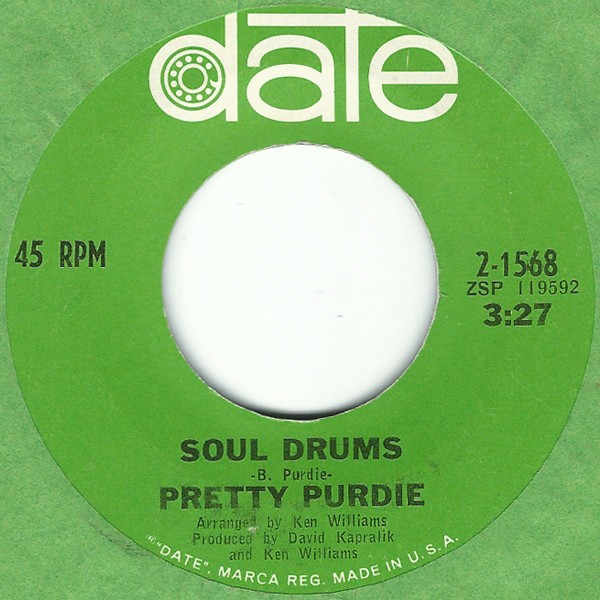 date
45 RPM
2-1568
ZSP 119592
3:27
SOUL DRUMS
-B. Purdie-
PRETTY PURDIE
Arranged by Ken Williams
Produced by David Kapralik
and Ken Williams
®"DATE", MARCA REG. MADE IN U.S.A.